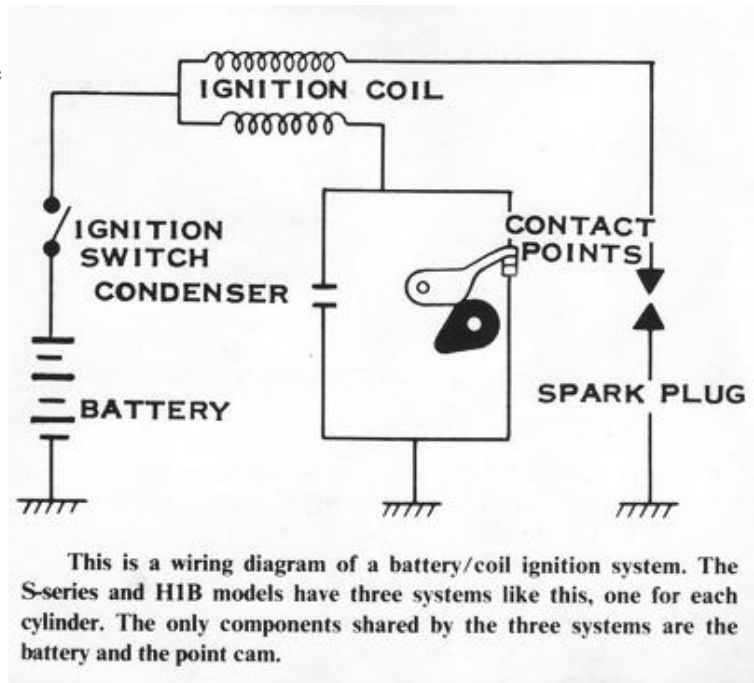 IGNITION COIL
IGNITION
SWITCH
CONTACT
POINTS
CONDENSER
BATTERY
SPARK PLUG
This is a wiring diagram of a battery/coil ignition system. The
S-series and H1B models have three systems like this, one for each
cylinder. The only components shared by the three systems are the
battery and the point cam.